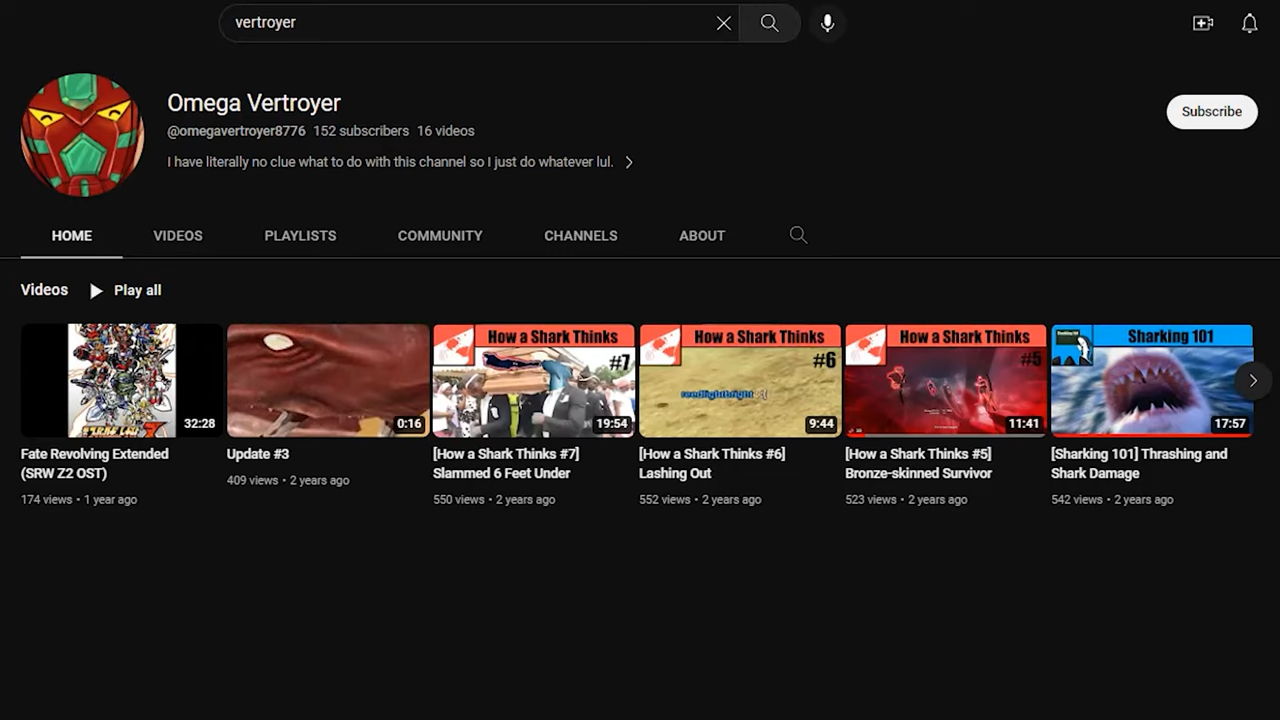 vertroyer
Omega Vertroyer
@omegavertroyer8776 152 subscribers 16 videos
I have literally no clue what to do with this channel so I just do whatever lul.
Subscribe
HOME VIDEOS PLAYLISTS COMMUNITY CHANNELS ABOUT
Videos Play all
32:28
Fate Revolving Extended
(SRW Z2 OST)
174 views • 1 year ago
0:16
Update #3
409 views • 2 years ago
How a Shark Thinks
#7
19:54
[How a Shark Thinks #7]
Slammed 6 Feet Under
550 views • 2 years ago
How a Shark Thinks
#6
9:44
[How a Shark Thinks #6]
Lashing Out
552 views • 2 years ago
How a Shark Thinks
#5
11:41
[How a Shark Thinks #5]
Bronze-skinned Survivor
523 views • 2 years ago
Sharking 101
17:57
[Sharking 101] Thrashing and
Shark Damage
542 views • 2 years ago